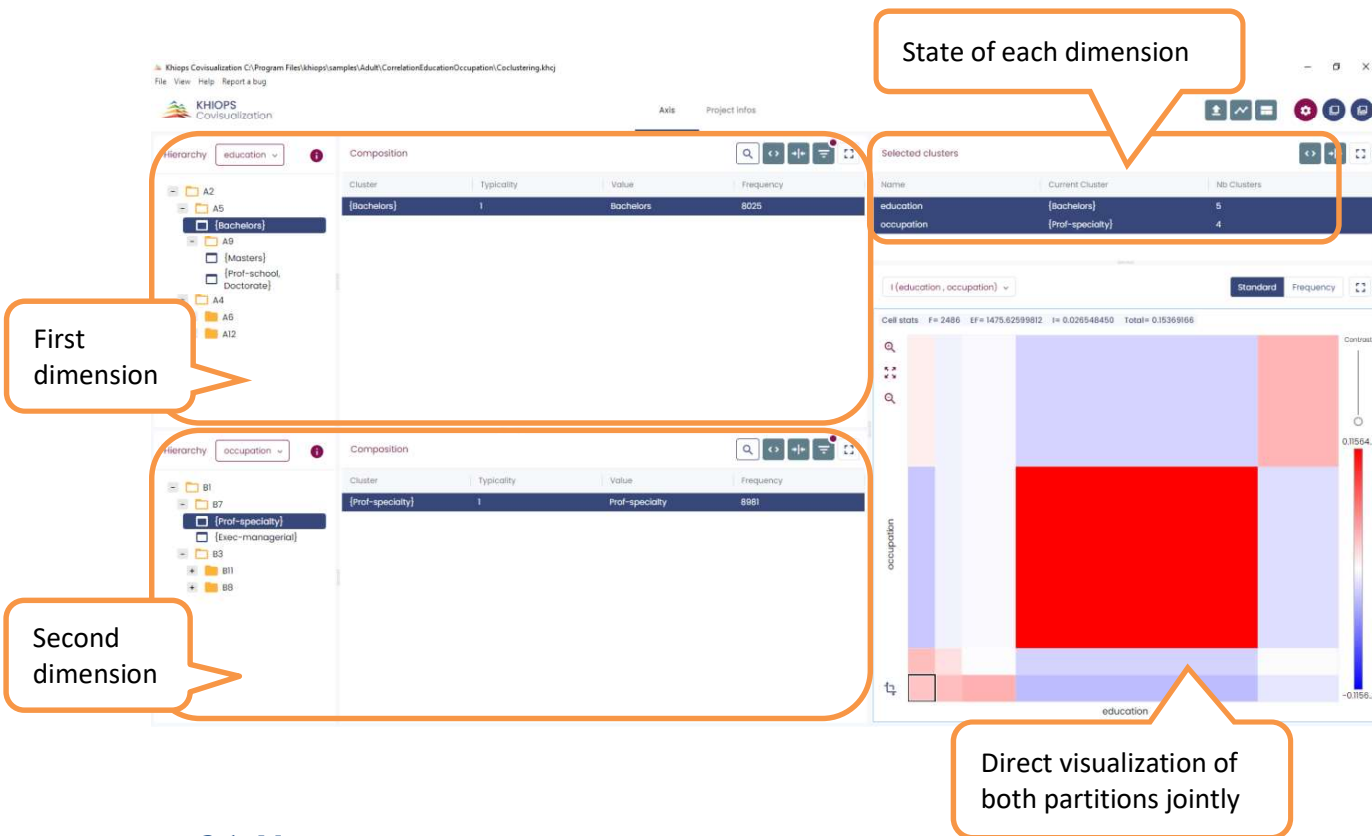 State of each dimension
Khiops Covisualization C:\Program Files\khiops\samples\Adult\CorrelationEducationOccupation\Coclustering.khcj
File View Help Report a bug
KHIOPS
Covisualization
Axis Project infos
Hierarchy education
Composition
Cluster Typicality Value Frequency
{Bachelors} 1 Bachelors 8025
A2
A5
{Bachelors}
A9
{Masters}
{Prof-school,
Doctorate}
A4
A6
A12
First
dimension
Selected clusters
Name Current Cluster Nb Clusters
education {Bachelors} 5
occupation {Prof-specialty} 4
I (education , occupation) Standard Frequency
Cell stats F= 2486 EF= 1475.62599812 I= 0.026548450 Total= 0.15369166
Contrast
0.11564...
occupation
education
-0.1156...
Hierarchy occupation
Composition
Cluster Typicality Value Frequency
{Prof-specialty} 1 Prof-specialty 8981
B1
B7
{Prof-specialty}
{Exec-managerial}
B3
B11
B8
Second
dimension
Direct visualization of
both partitions jointly